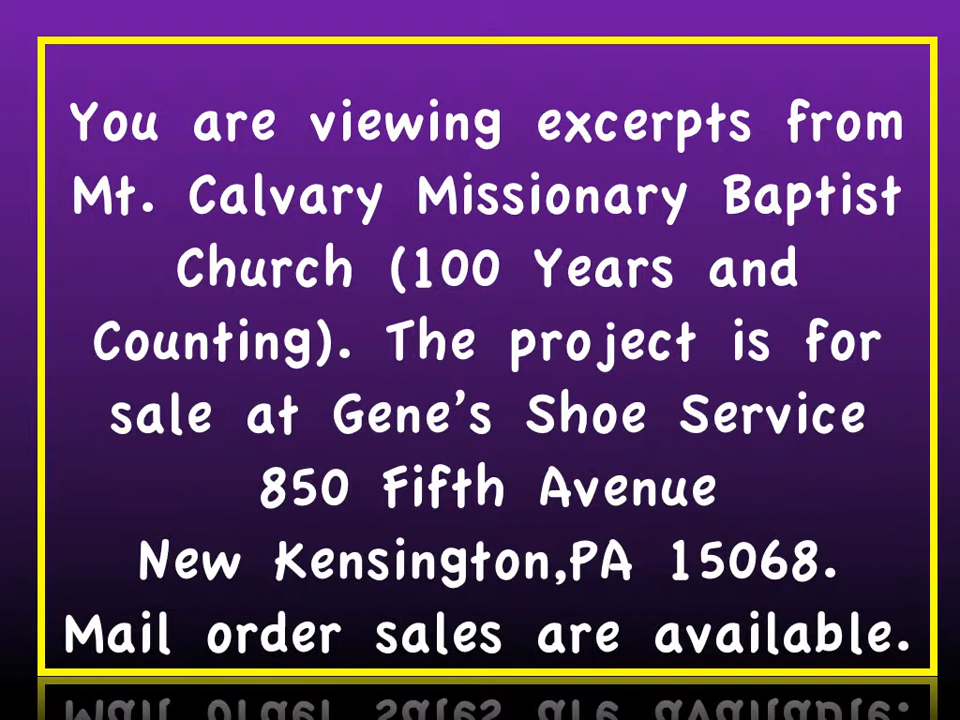 You are viewing excerpts from
Mt. Calvary Missionary Baptist
Church (100 Years and
Counting). The project is for
sale at Gene's Shoe Service
850 Fifth Avenue
New Kensington,PA 15068.
Mail order sales are available.